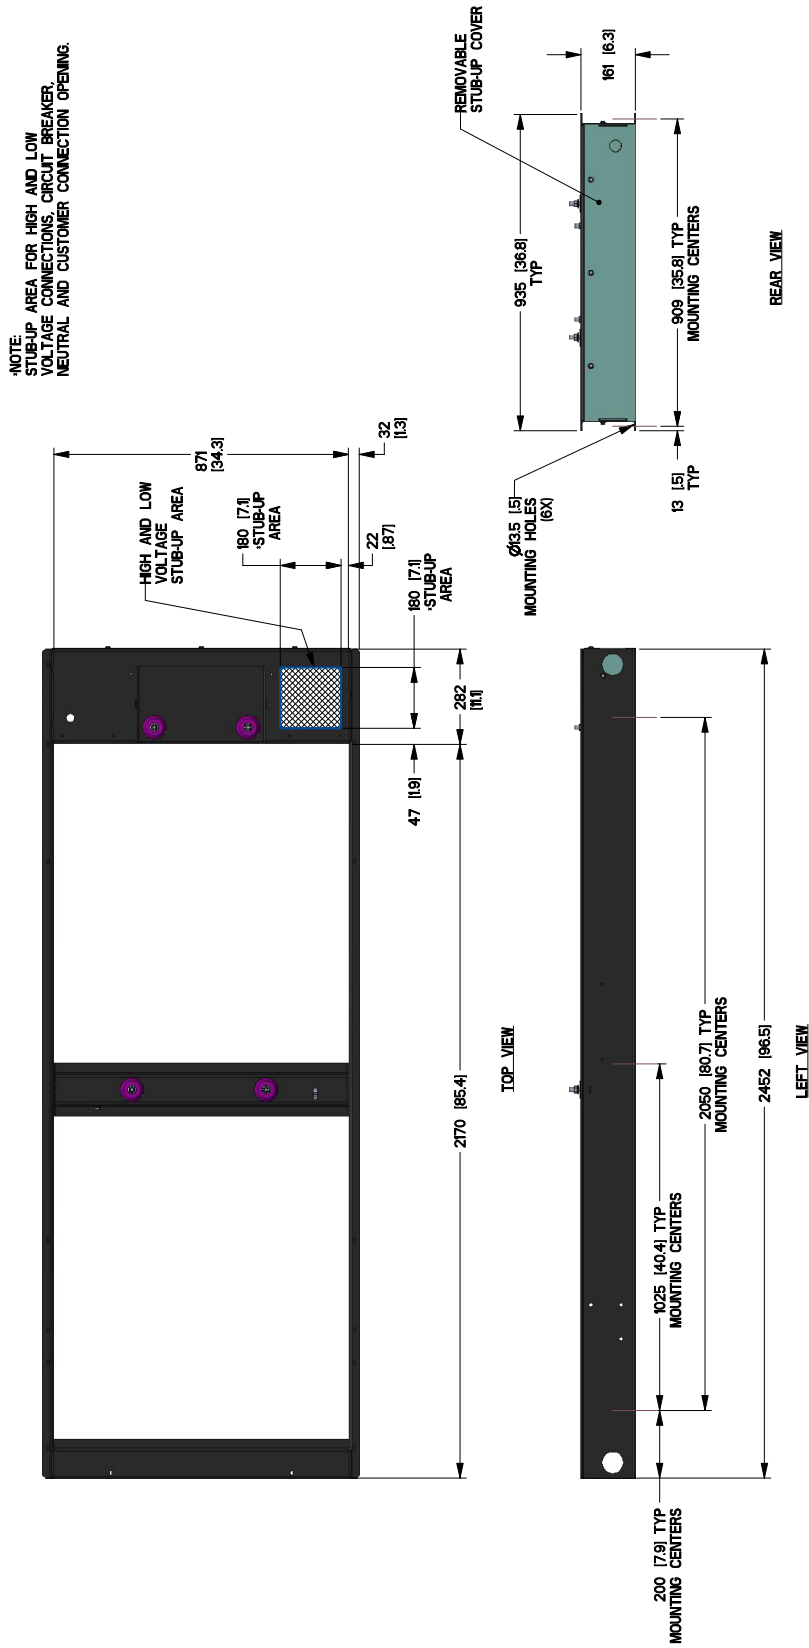 *NOTE:
STUB-UP AREA FOR HIGH AND LOW
VOLTAGE CONNECTIONS, CIRCUIT BREAKER,
NEUTRAL AND CUSTOMER CONNECTION OPENING.
871
[34.3]
32
[1.3]
HIGH AND LOW
VOLTAGE
STUB-UP AREA
180 [7.1]
*STUB-UP
AREA
22
[.87]
180 [7.1]
*STUB-UP
AREA
282
[11.1]
47 [1.9]
2170 [85.4]
TOP VIEW
REMOVABLE
STUB-UP COVER
161 [6.3]
935 [36.8]
TYP
909 [35.8] TYP
MOUNTING CENTERS
Ø13.5 [.5]
MOUNTING HOLES
(6X)
13 [.5]
TYP
REAR VIEW
200 [7.9] TYP
MOUNTING CENTERS
1025 [40.4] TYP
MOUNTING CENTERS
2050 [80.7] TYP
MOUNTING CENTERS
2452 [96.5]
LEFT VIEW